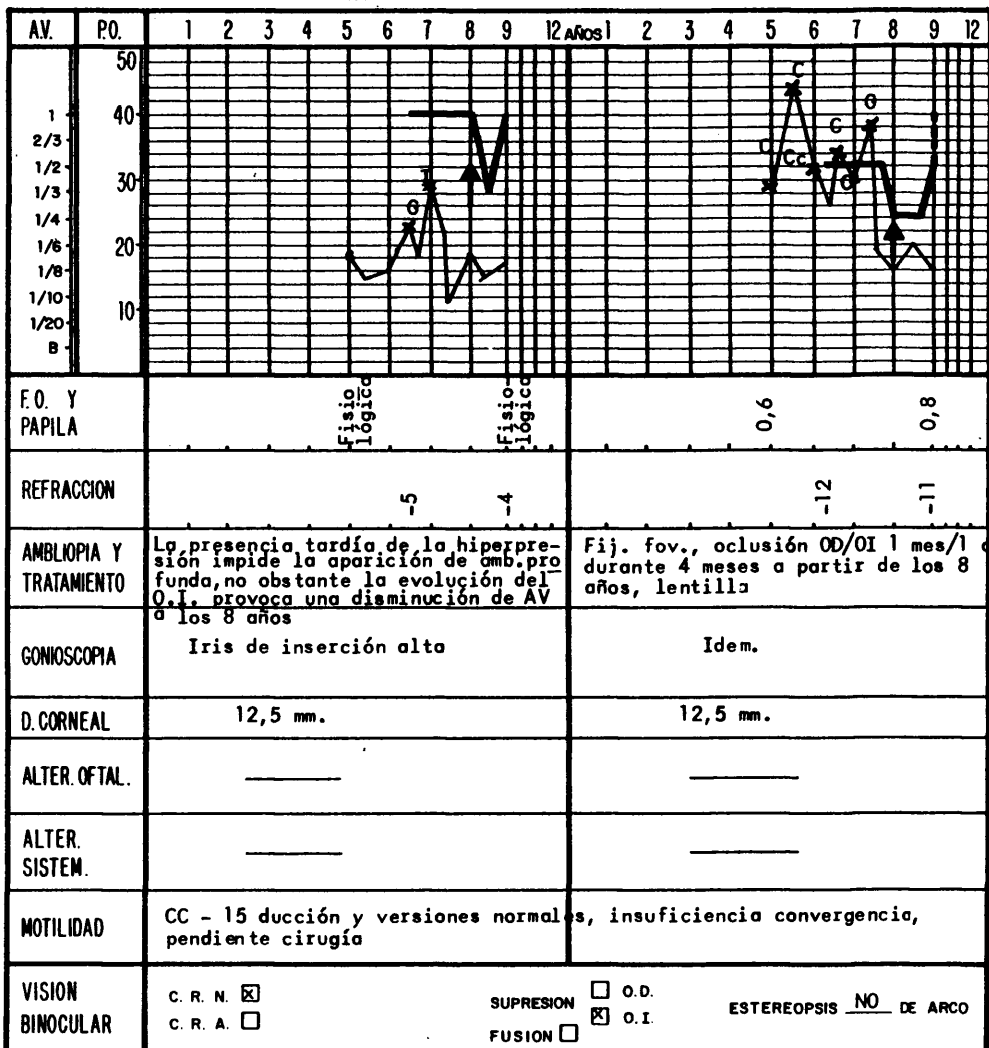 A.V. P.O. 1 2 3 4 5 6 7 8 9 12 AÑOS 1 2 3 4 5 6 7 8 9 12
50
40
30
20
10
1
2/3
1/2
1/3
1/4
1/6
1/8
1/10
1/20
B
G
T
C
C
Cc
G
G
G
F.O. Y
PAPILA
Fisio-
lógica
Fisio-
lógica
0,6
0,8
REFRACCION
-5
-4
-12
-11
AMBLIOPIA Y
TRATAMIENTO
La presencia tardía de la hiperpre-
sión impide la aparición de amb.pro
funda,no obstante la evolución del
O.I. provoca una disminución de AV
a los 8 años
Fij. fov., oclusión OD/OI 1 mes/1
durante 4 meses a partir de los 8
años, lentilla
GONIOSCOPIA
Iris de inserción alta
Idem.
D. CORNEAL
12,5 mm.
12,5 mm.
ALTER. OFTAL.
ALTER.
SISTEM.
MOTILIDAD
CC - 15 ducción y versiones normales, insuficiencia convergencia,
pendiente cirugía
VISION
BINOCULAR
C. R. N.
C. R. A.
SUPRESION O.D.
O.I.
FUSION
ESTEREOPSIS NO DE ARCO